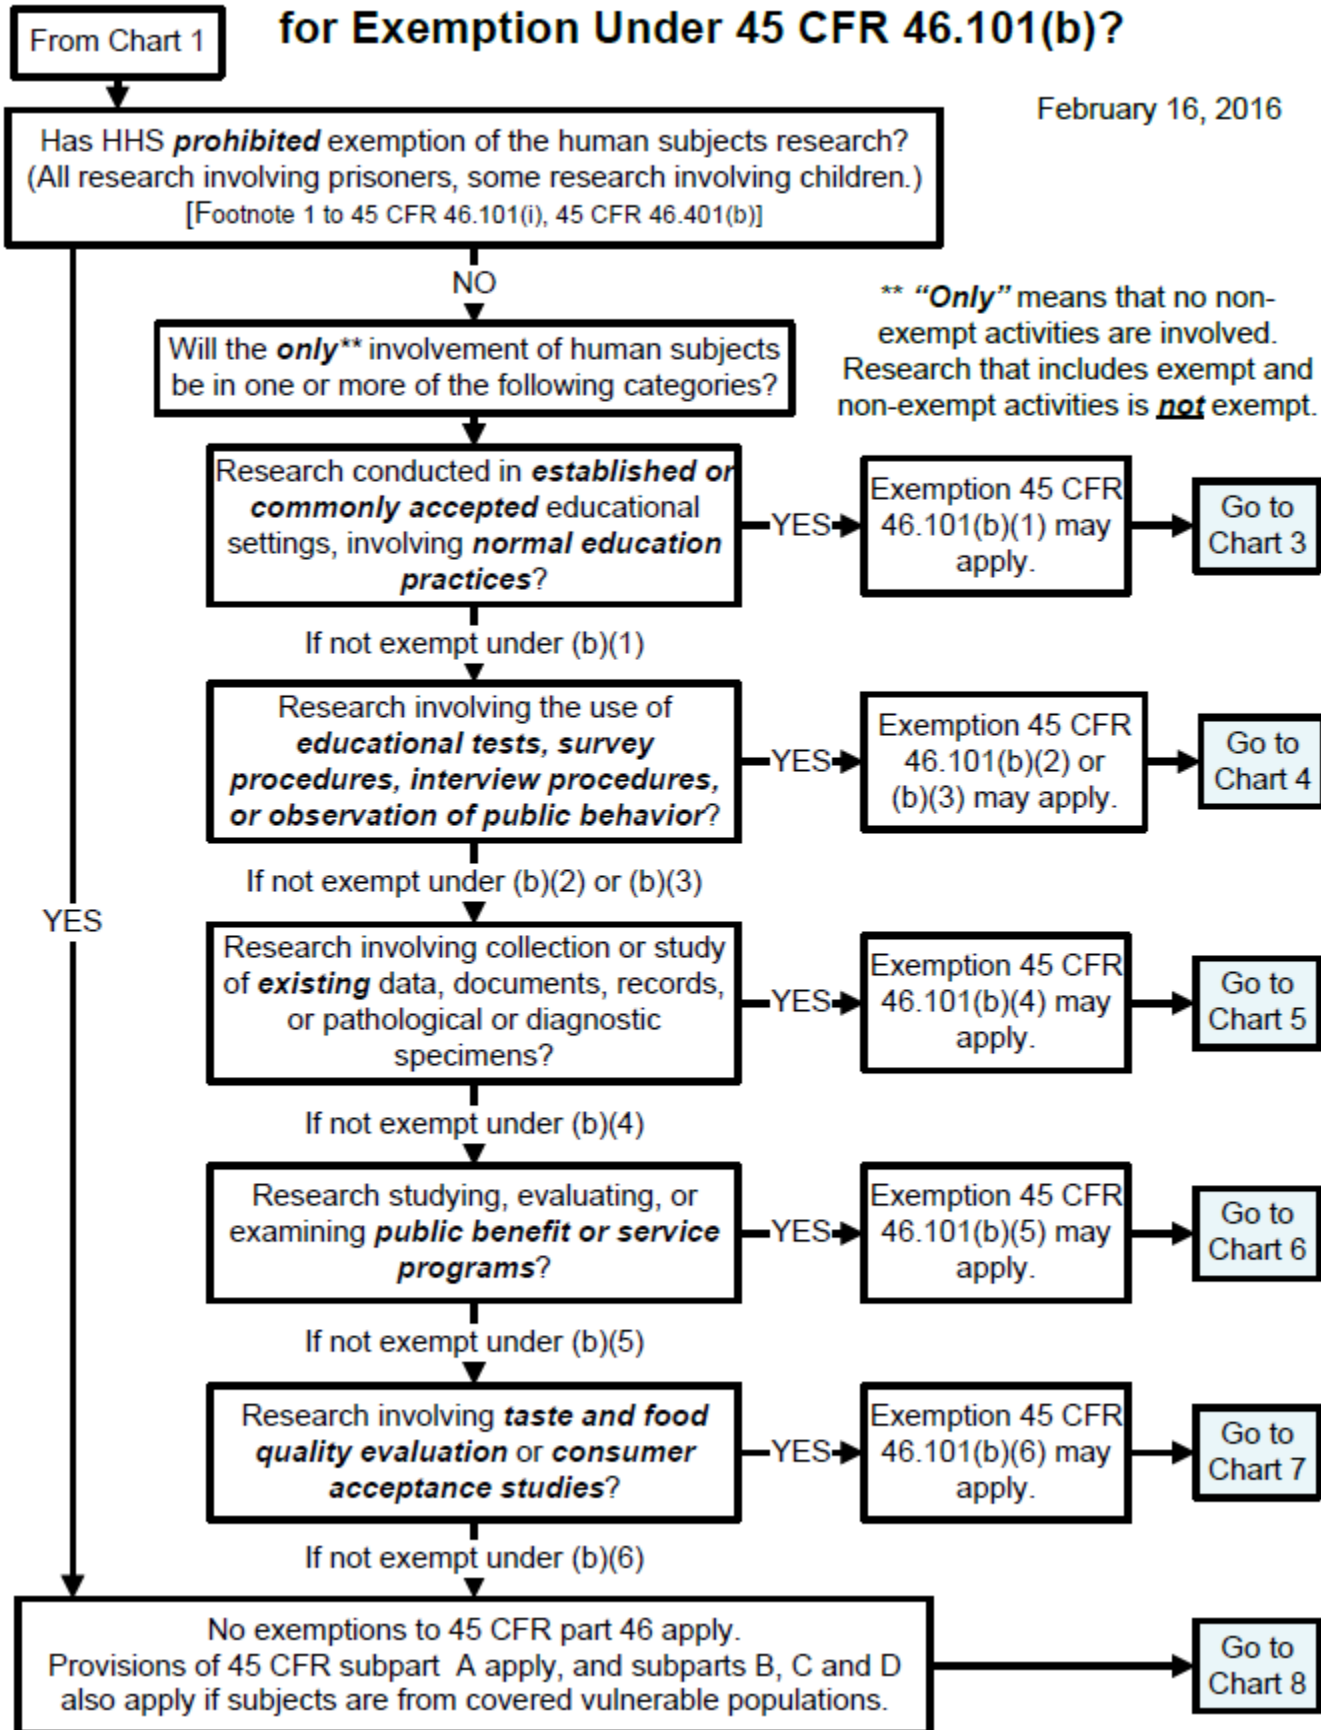 for Exemption Under 45 CFR 46.101(b)?
From Chart 1
February 16, 2016
Has HHS prohibited exemption of the human subjects research?
(All research involving prisoners, some research involving children.)
[Footnote 1 to 45 CFR 46.101(i), 45 CFR 46.401(b)]
NO
** “Only” means that no non-
exempt activities are involved.
Research that includes exempt and
non-exempt activities is not exempt.
Will the only** involvement of human subjects
be in one or more of the following categories?
Research conducted in established or
commonly accepted educational
settings, involving normal education
practices?
YES
Exemption 45 CFR
46.101(b)(1) may
apply.
Go to
Chart 3
If not exempt under (b)(1)
Research involving the use of
educational tests, survey
procedures, interview procedures,
or observation of public behavior?
YES
Exemption 45 CFR
46.101(b)(2) or
(b)(3) may apply.
Go to
Chart 4
If not exempt under (b)(2) or (b)(3)
YES
Research involving collection or study
of existing data, documents, records,
or pathological or diagnostic
specimens?
YES
Exemption 45 CFR
46.101(b)(4) may
apply.
Go to
Chart 5
If not exempt under (b)(4)
Research studying, evaluating, or
examining public benefit or service
programs?
YES
Exemption 45 CFR
46.101(b)(5) may
apply.
Go to
Chart 6
If not exempt under (b)(5)
Research involving taste and food
quality evaluation or consumer
acceptance studies?
YES
Exemption 45 CFR
46.101(b)(6) may
apply.
Go to
Chart 7
If not exempt under (b)(6)
No exemptions to 45 CFR part 46 apply.
Provisions of 45 CFR subpart A apply, and subparts B, C and D
also apply if subjects are from covered vulnerable populations.
Go to
Chart 8